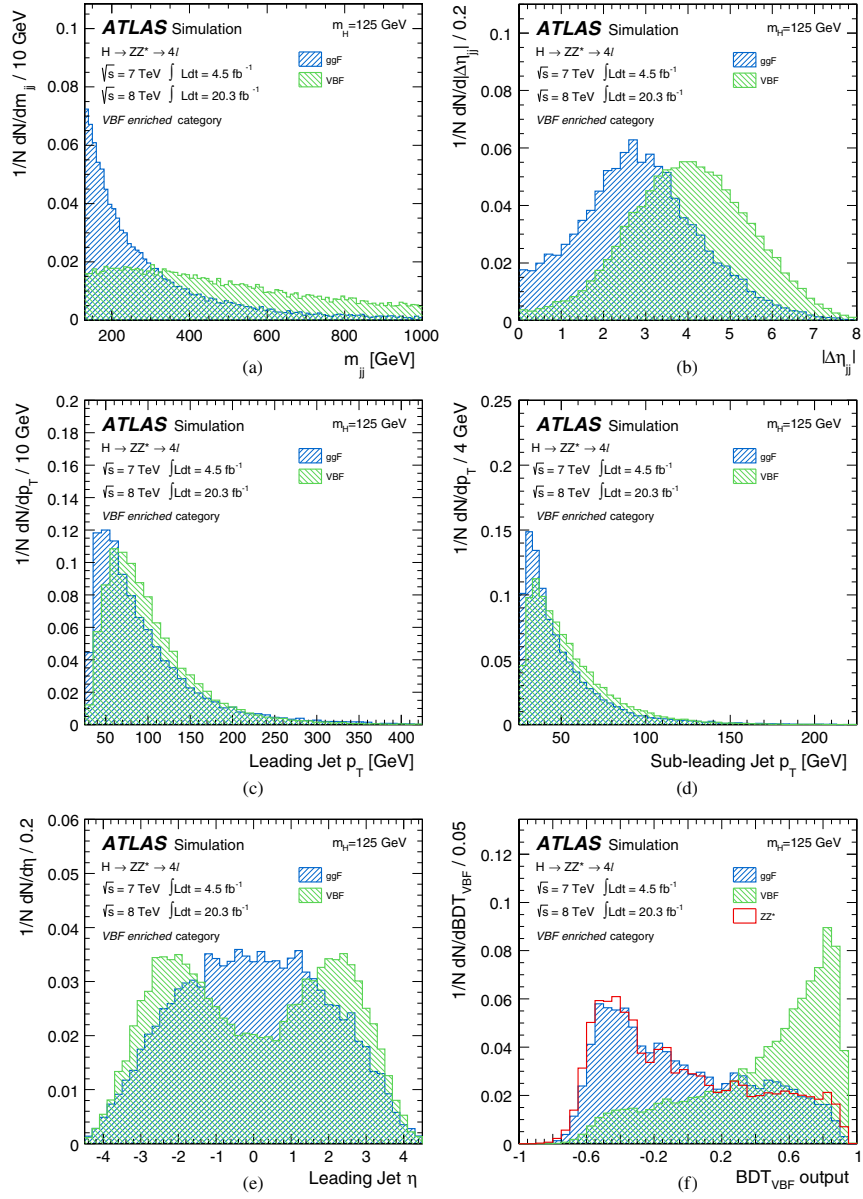 1/N dN/dm_jj / 10 GeV
0.1
0.08
0.06
0.04
0.02
0
ATLAS Simulation
m_H=125 GeV
H → ZZ* → 4l
√s = 7 TeV ∫ Ldt = 4.5 fb⁻¹
√s = 8 TeV ∫ Ldt = 20.3 fb⁻¹
VBF enriched category
ggF
VBF
200 400 600 800 1000
m_jj [GeV]
(a)
1/N dN/d|Δη_jj| / 0.2
0.1
0.08
0.06
0.04
0.02
0
ATLAS Simulation
m_H=125 GeV
H → ZZ* → 4l
√s = 7 TeV ∫ Ldt = 4.5 fb⁻¹
√s = 8 TeV ∫ Ldt = 20.3 fb⁻¹
VBF enriched category
ggF
VBF
0 1 2 3 4 5 6 7 8
|Δη_jj|
(b)
1/N dN/dp_T / 10 GeV
0.2
0.18
0.16
0.14
0.12
0.1
0.08
0.06
0.04
0.02
0
ATLAS Simulation
m_H=125 GeV
H → ZZ* → 4l
√s = 7 TeV ∫Ldt = 4.5 fb⁻¹
√s = 8 TeV ∫Ldt = 20.3 fb⁻¹
VBF enriched category
ggF
VBF
50 100 150 200 250 300 350 400
Leading Jet p_T [GeV]
(c)
1/N dN/dp_T / 4 GeV
0.25
0.2
0.15
0.1
0.05
0
ATLAS Simulation
m_H=125 GeV
H → ZZ* → 4l
√s = 7 TeV ∫Ldt = 4.5 fb⁻¹
√s = 8 TeV ∫Ldt = 20.3 fb⁻¹
VBF enriched category
ggF
VBF
50 100 150 200
Sub-leading Jet p_T [GeV]
(d)
1/N dN/dη / 0.2
0.06
0.05
0.04
0.03
0.02
0.01
0
ATLAS Simulation
m_H=125 GeV
H → ZZ* → 4l
√s = 7 TeV ∫Ldt = 4.5 fb⁻¹
√s = 8 TeV ∫Ldt = 20.3 fb⁻¹
VBF enriched category
ggF
VBF
-4 -3 -2 -1 0 1 2 3 4
Leading Jet η
(e)
1/N dN/dBDT_VBF / 0.05
0.12
0.1
0.08
0.06
0.04
0.02
0
ATLAS Simulation
m_H=125 GeV
H → ZZ* → 4l
√s = 7 TeV ∫Ldt = 4.5 fb⁻¹
√s = 8 TeV ∫Ldt = 20.3 fb⁻¹
VBF enriched category
ggF
VBF
ZZ*
-1 -0.6 -0.2 0.2 0.6 1
BDT_VBF output
(f)